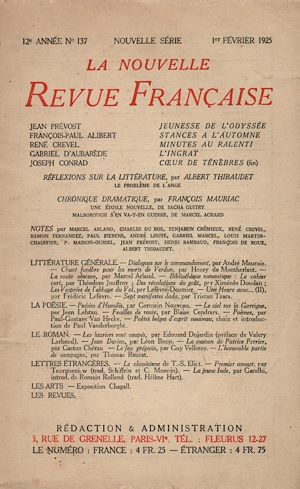 12e ANNÉE No 137 NOUVELLE SÉRIE 1er FÉVRIER 1925
LA NOUVELLE
REVUE FRANÇAISE
JEAN PRÉVOST JEUNESSE DE L'ODYSSÉE
FRANÇOIS-PAUL ALIBERT STANCES A L'AUTOMNE
RENÉ CREVEL MINUTES AU RALENTI
GABRIEL D'AUBARÈDE L'INGRAT
JOSEPH CONRAD CŒUR DE TÉNÈBRES (fin)
RÉFLEXIONS SUR LA LITTÉRATURE, par ALBERT THIBAUDET
LE PROBLÈME DE L'ANGE
CHRONIQUE DRAMATIQUE, par FRANÇOIS MAURIAC
UNE ÉTOILE NOUVELLE, DE SACHA GUITRY
MALBOROUGH S'EN VA-T-EN GUERRE, DE MARCEL ACHARD
NOTES par MARCEL ARLAND, CHARLES DU BOS, BENJAMIN CRÉMIEUX, RENÉ CREVEL,
RAMON FERNANDEZ, PAUL FIERENS, ANDRÉ LHOTE, GABRIEL MARCEL, LOUIS MARTIN-
CHAUFFIER, F. MAISON-DURIEL, JEAN PRÉVOST, HENRI RAMBAUD, FRANÇOIS DE ROUX,
ALBERT THIBAUDET.
LITTÉRATURE GÉNÉRALE. — Dialogues sur le commandement, par André Maurois.
— Chant funèbre pour les morts de Verdun, par Henry de Montherlant. —
La route obscure, par Marcel Arland. — Bibliothèque romantique : Le cahier
vert, par Théodore Jouffroy ; Des révolutions du goût, par Ximénès Doudan ;
Les Ventrées de l'Abbaye du Val, par Lefèvre-Deumier. — Une Heure avec... (II),
par Frédéric Lefèvre. — Sept manifestes dada, par Tristan Tzara.
LA POÉSIE. — Poésies d'Humilis, par Germain Nouveau. — Le ciel sur la Garrigue,
par Jean Lebrau. — Feuilles de route, par Blaise Cendrars. — Poèmes, par
Paul-Gustave Van Hecke. — Poètes belges d'esprit nouveau, choix et introduc-
tion de Paul Vanderborght.
LE ROMAN. — Les lauriers sont coupés, par Edouard Dujardin (préface de Valery
Larbaud). — Jean Darien, par Léon Bopp. — La maison de Patrice Perrier,
par Gaston Chérau — Le feu grégeois, par Guy Velleroy. — L'honorable partie
de campagne, par Thomas Raucat.
LETTRES ÉTRANGÈRES. — Le classicisme de T.-S. Eliot. — Premier amour, par
Tourgueniew (trad. Schiffrin et C. Mourcin). — La jeune Inde, par Gandhi,
introd. de Romain Rolland (trad. Hélène Hart).
LES ARTS — Exposition Chagall.
LES REVUES.
RÉDACTION & ADMINISTRATION
3, RUE DE GRENELLE, PARIS-VIe. TÉL. : FLEURUS 12-27
LE NUMÉRO : FRANCE : 4 FR. 25 — ÉTRANGER : 4 FR. 75